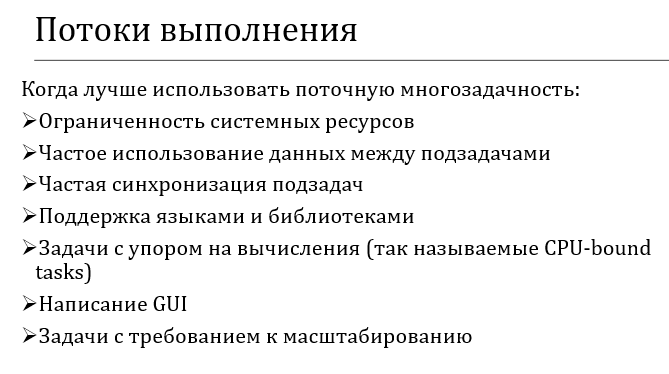 Потоки выполнения
Когда лучше использовать поточную многозадачность:
➢Ограниченность системных ресурсов
➢Частое использование данных между подзадачами
➢Частая синхронизация подзадач
➢Поддержка языками и библиотеками
➢Задачи с упором на вычисления (так называемые CPU-bound
tasks)
➢Написание GUI
➢Задачи с требованием к масштабированию